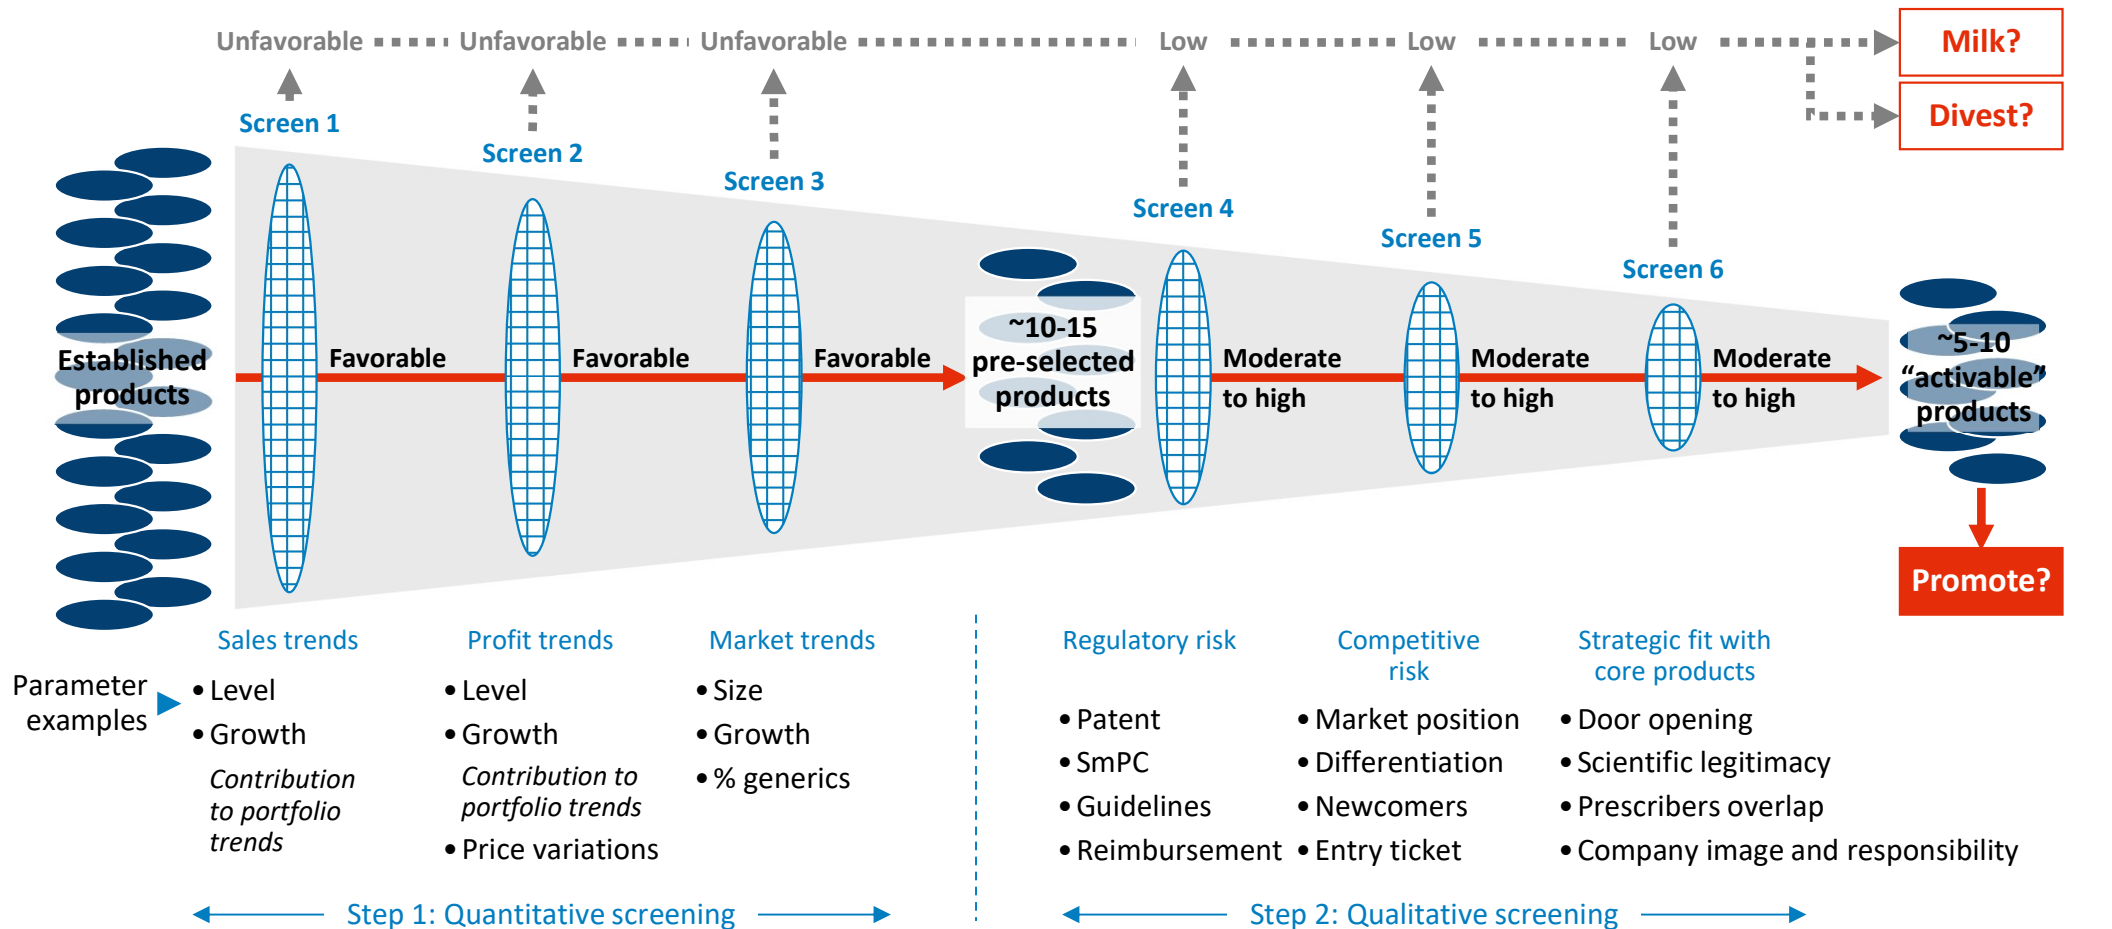 Unfavorable
Unfavorable
Unfavorable
Low
Low
Low
Milk?
Divest?
Screen 1
Screen 2
Screen 3
Screen 4
Screen 5
Screen 6
Established
products
Favorable
Favorable
Favorable
~10-15
pre-selected
products
Moderate
to high
Moderate
to high
Moderate
to high
~5-10
“activable”
products
Promote?
Parameter
examples
Sales trends
• Level
• Growth
Contribution
to portfolio
trends
Profit trends
• Level
• Growth
Contribution to
portfolio trends
• Price variations
Market trends
• Size
• Growth
• % generics
Regulatory risk
• Patent
• SmPC
• Guidelines
• Reimbursement
Competitive
risk
• Market position
• Differentiation
• Newcomers
• Entry ticket
Strategic fit with
core products
• Door opening
• Scientific legitimacy
• Prescribers overlap
• Company image and responsibility
Step 1: Quantitative screening
Step 2: Qualitative screening